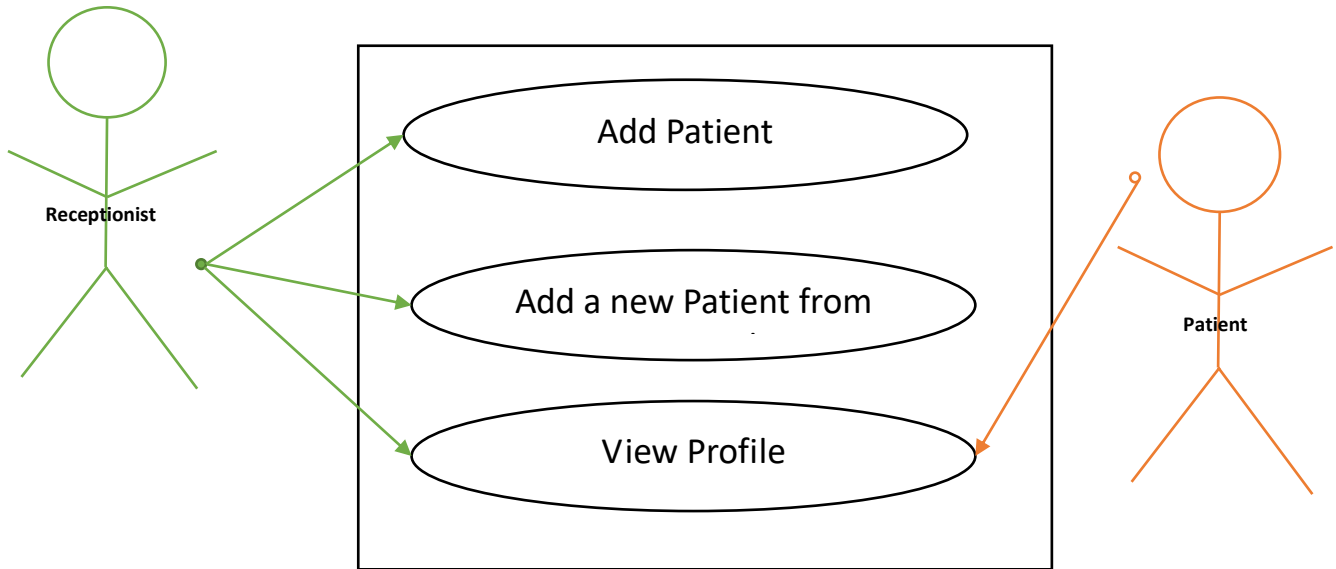 Add Patient
Receptionist
Add a new Patient from
Patient
View Profile